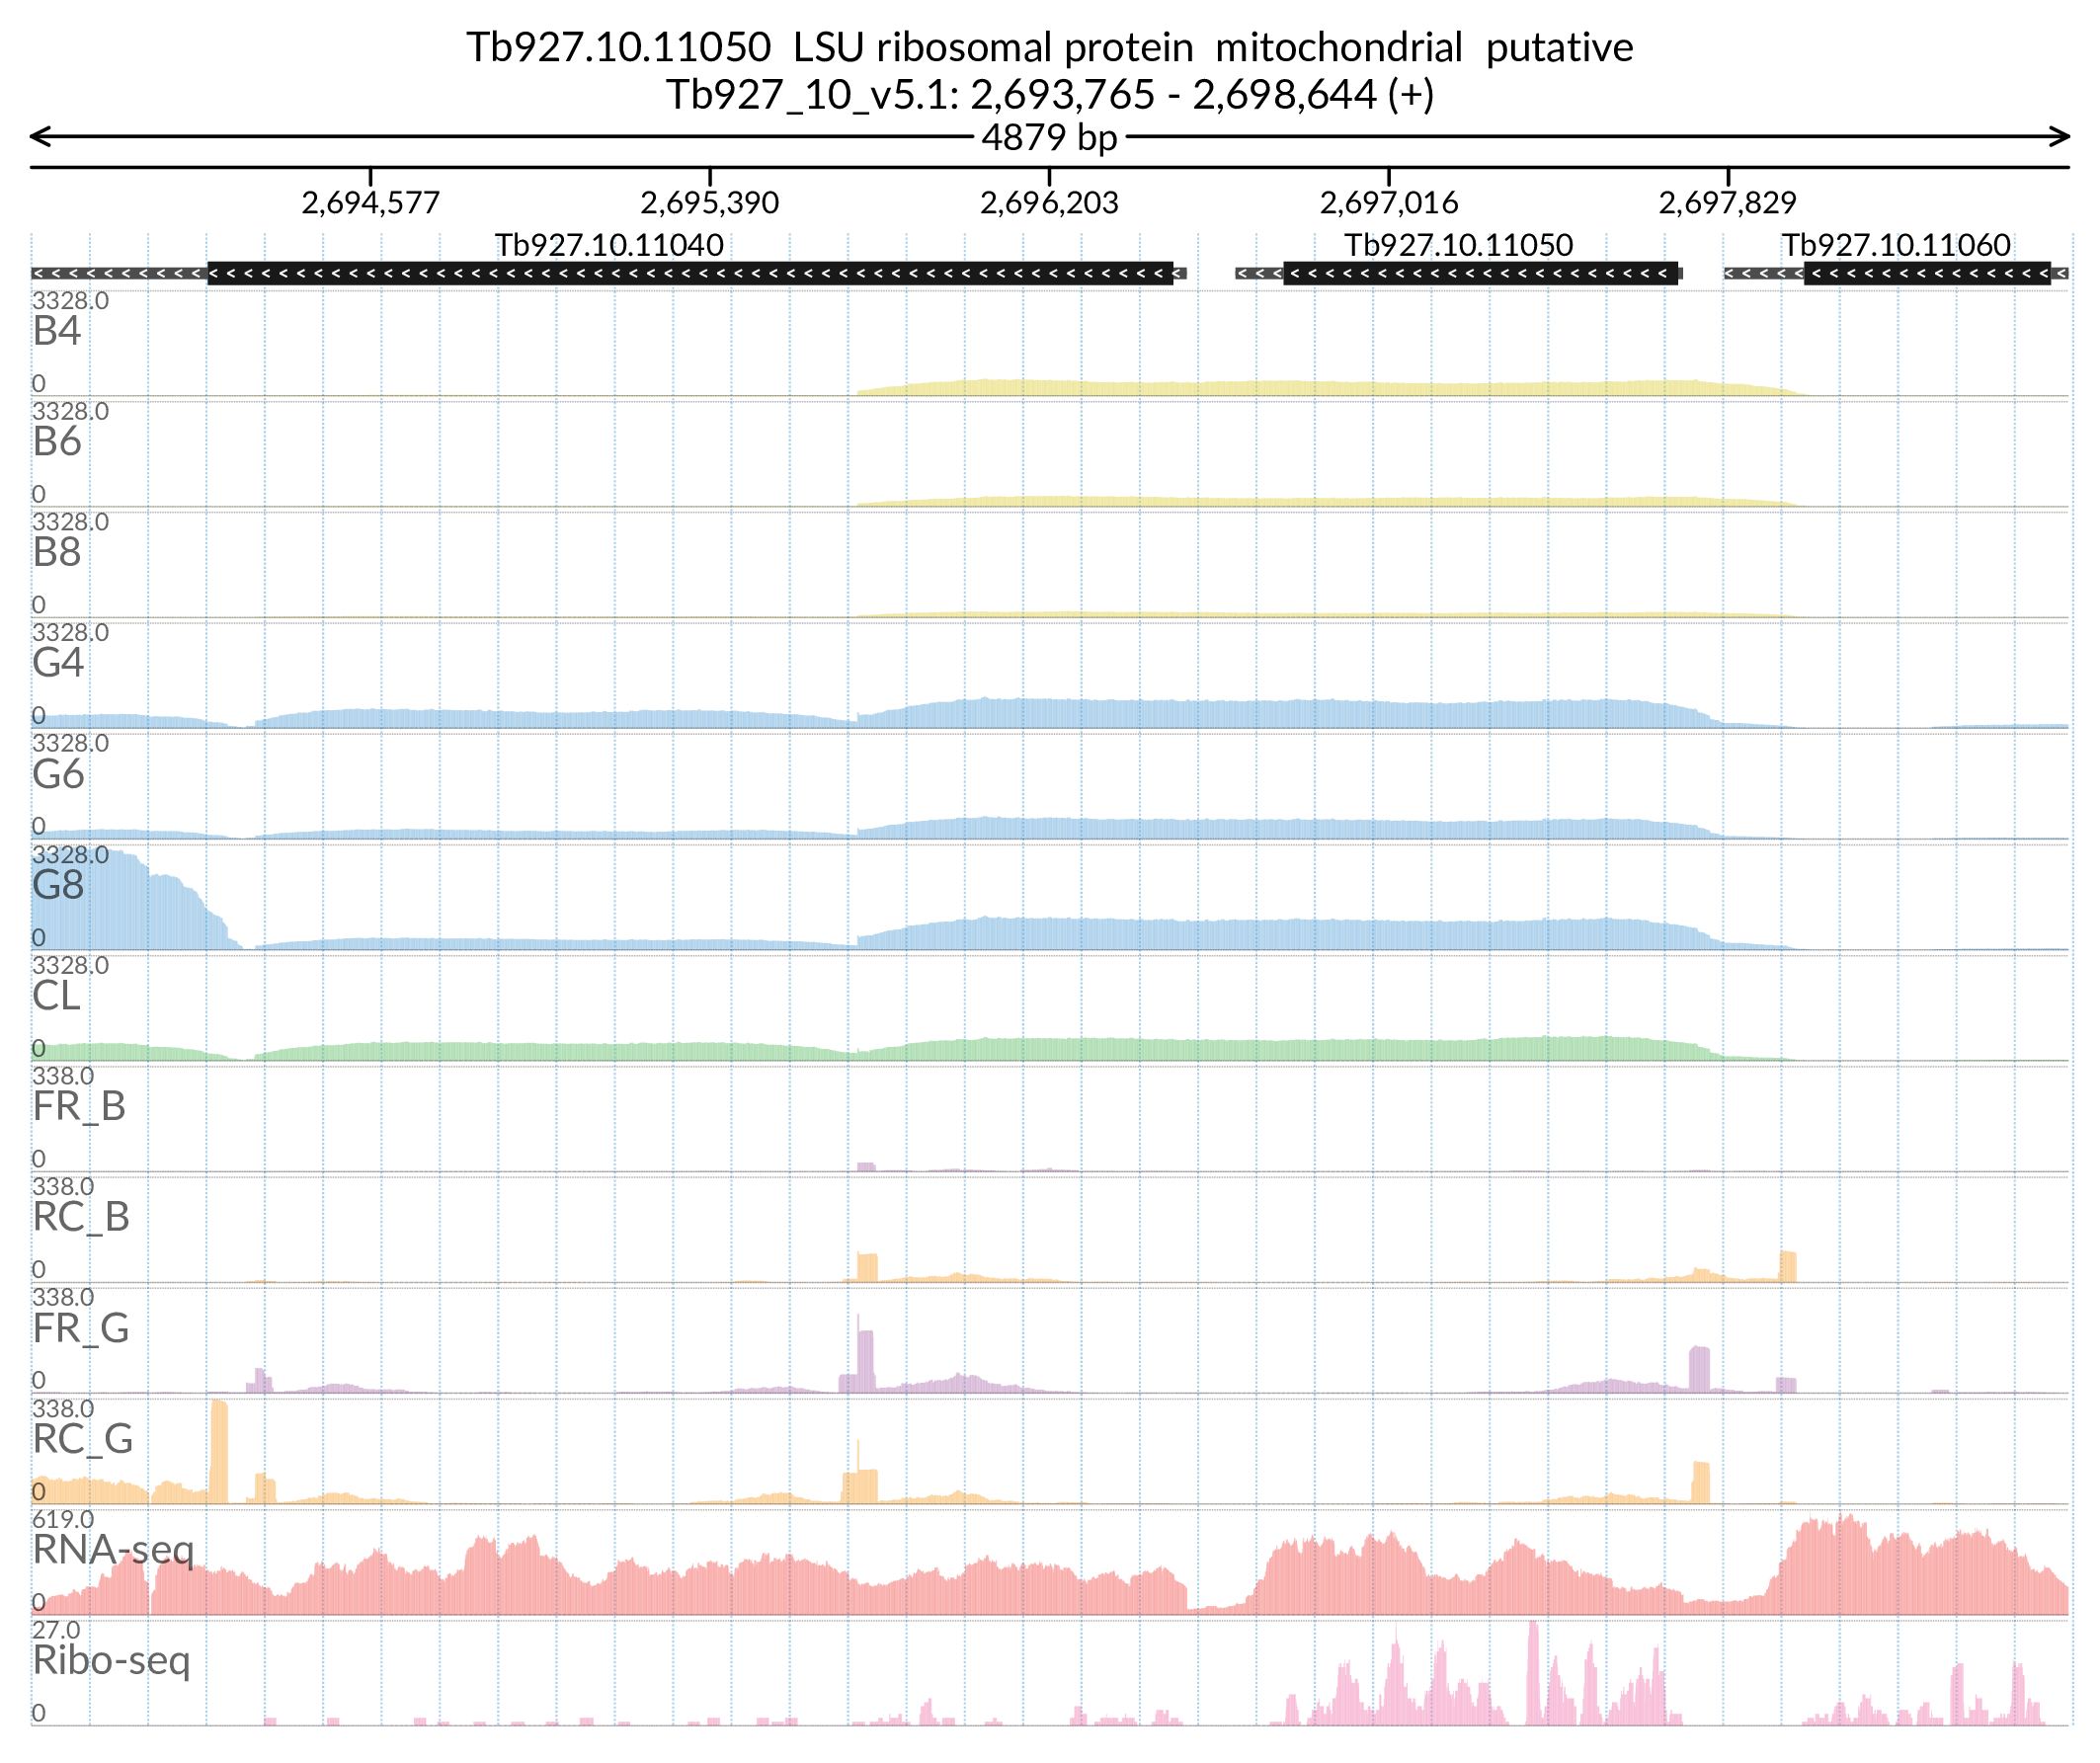 Tb927.10.11050 LSU ribosomal protein mitochondrial putative
Tb927_10_v5.1: 2,693,765 - 2,698,644 (+)
4879 bp
2,694,577 2,695,390 2,696,203 2,697,016 2,697,829
Tb927.10.11040 Tb927.10.11050 Tb927.10.11060
3328.0
B4
0
3328.0
B6
0
3328.0
B8
0
3328.0
G4
0
3328.0
G6
0
3328.0
G8
0
3328.0
CL
0
338.0
FR_B
0
338.0
RC_B
0
338.0
FR_G
0
338.0
RC_G
0
619.0
RNA-seq
0
27.0
Ribo-seq
0